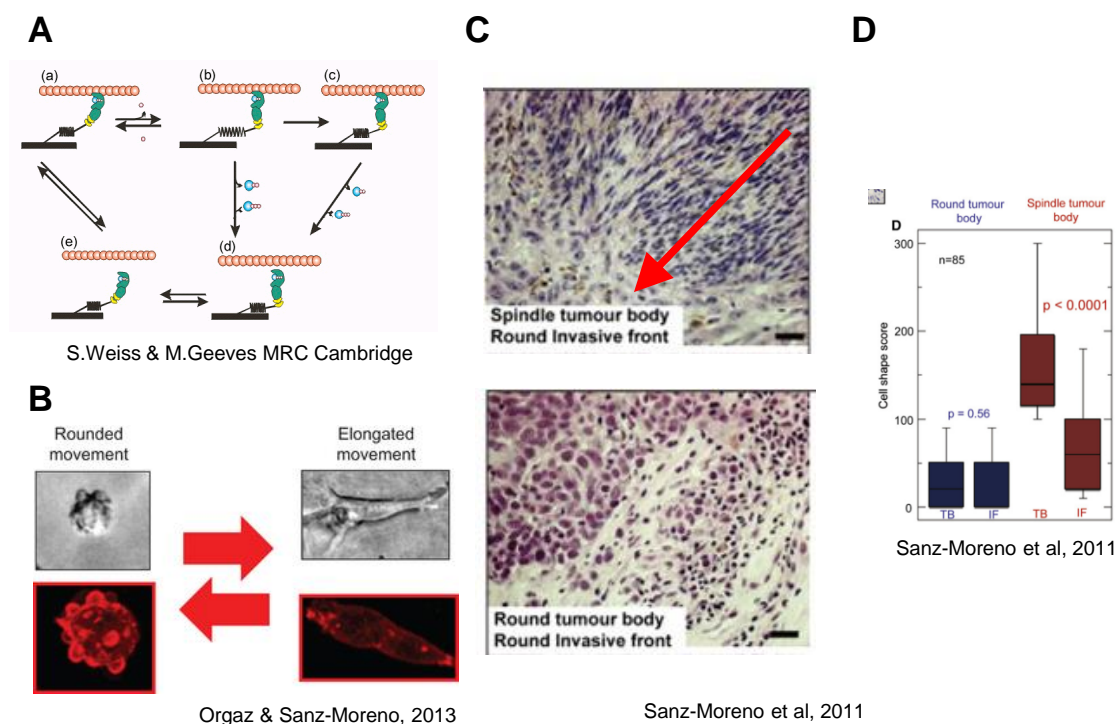 A
(a)
(b)
(c)
(e)
(d)
S.Weiss & M.Geeves MRC Cambridge
B
Rounded
movement
Elongated
movement
Orgaz & Sanz-Moreno, 2013
C
Spindle tumour body
Round Invasive front
Round tumour body
Round Invasive front
Sanz-Moreno et al, 2011
D
Round tumour
body
Spindle tumour
body
D
300
n=85
p < 0.0001
200
Cell shape score
100
p = 0.56
0
TB
IF
TB
IF
Sanz-Moreno et al, 2011